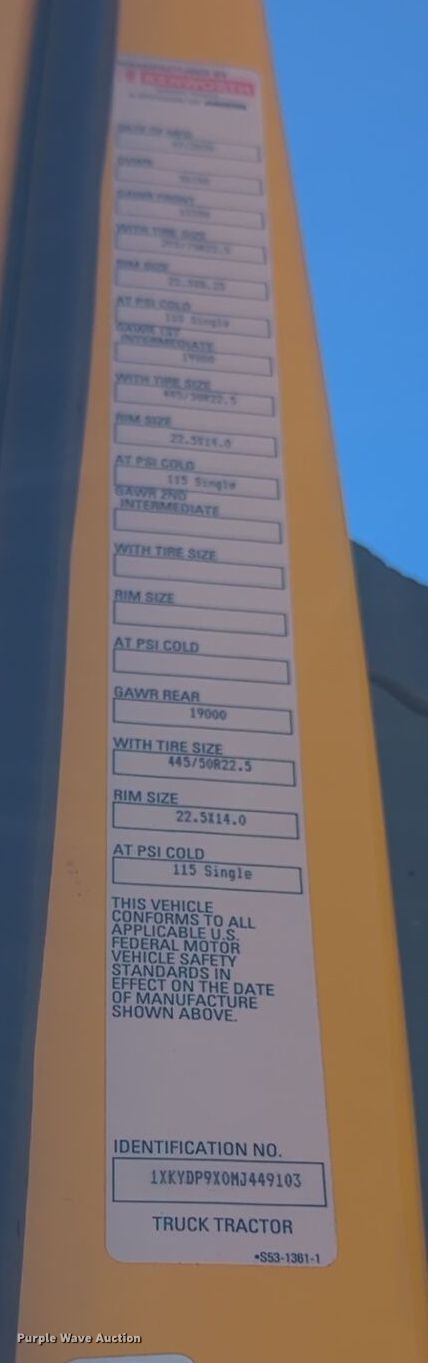 MANUFACTURED BY
KENWORTH
A DIVISION OF PACCAR
DATE OF MFG
GVWR
GAWR FRONT
WITH TIRE SIZE
RIM SIZE
AT PSI COLD
110 Single
GAWR 1ST
INTERMEDIATE
19000
WITH TIRE SIZE
445/50R22.5
RIM SIZE
22.5X14.0
AT PSI COLD
115 Single
GAWR 2ND
INTERMEDIATE
WITH TIRE SIZE
RIM SIZE
AT PSI COLD
GAWR REAR
19000
WITH TIRE SIZE
445/50R22.5
RIM SIZE
22.5X14.0
AT PSI COLD
115 Single
THIS VEHICLE
CONFORMS TO ALL
APPLICABLE U.S.
FEDERAL MOTOR
VEHICLE SAFETY
STANDARDS IN
EFFECT ON THE DATE
OF MANUFACTURE
SHOWN ABOVE.
IDENTIFICATION NO.
1XKYDP9X0MJ449103
TRUCK TRACTOR
•S53-1361-1
Purple Wave Auction